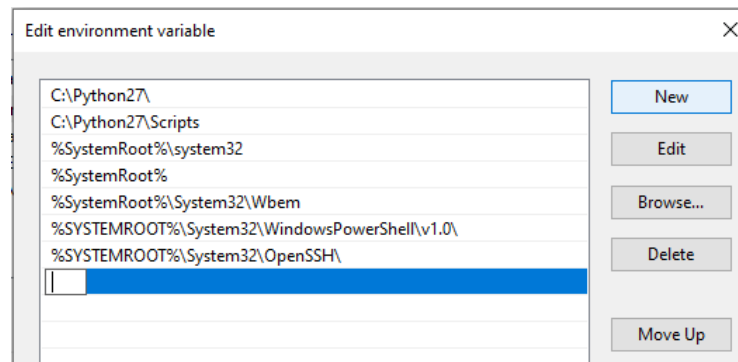 Edit environment variable
C:\Python27\
New
C:\Python27\Scripts
%SystemRoot%\system32
Edit
%SystemRoot%
%SystemRoot%\System32\Wbem
Browse...
%SYSTEMROOT%\System32\WindowsPowerShell\v1.0\
%SYSTEMROOT%\System32\OpenSSH\
Delete
Move Up